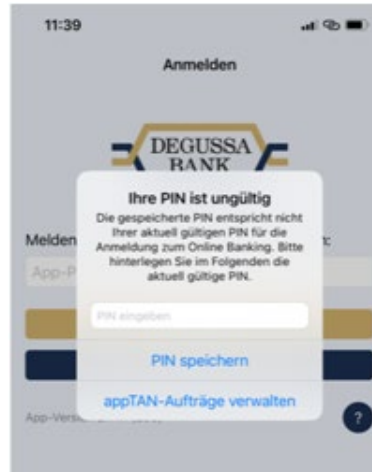 11:39
Anmelden
DEGUSSA
BANK
Ihre PIN ist ungültig
Die gespeicherte PIN entspricht nicht
Ihrer aktuell gültigen PIN für die
Anmeldung zum Online Banking. Bitte
hinterlegen Sie im Folgenden die
aktuell gültige PIN.
Melden
n:
App-P
PIN eingeben
PIN speichern
appTAN-Aufträge verwalten
App-Versi
?